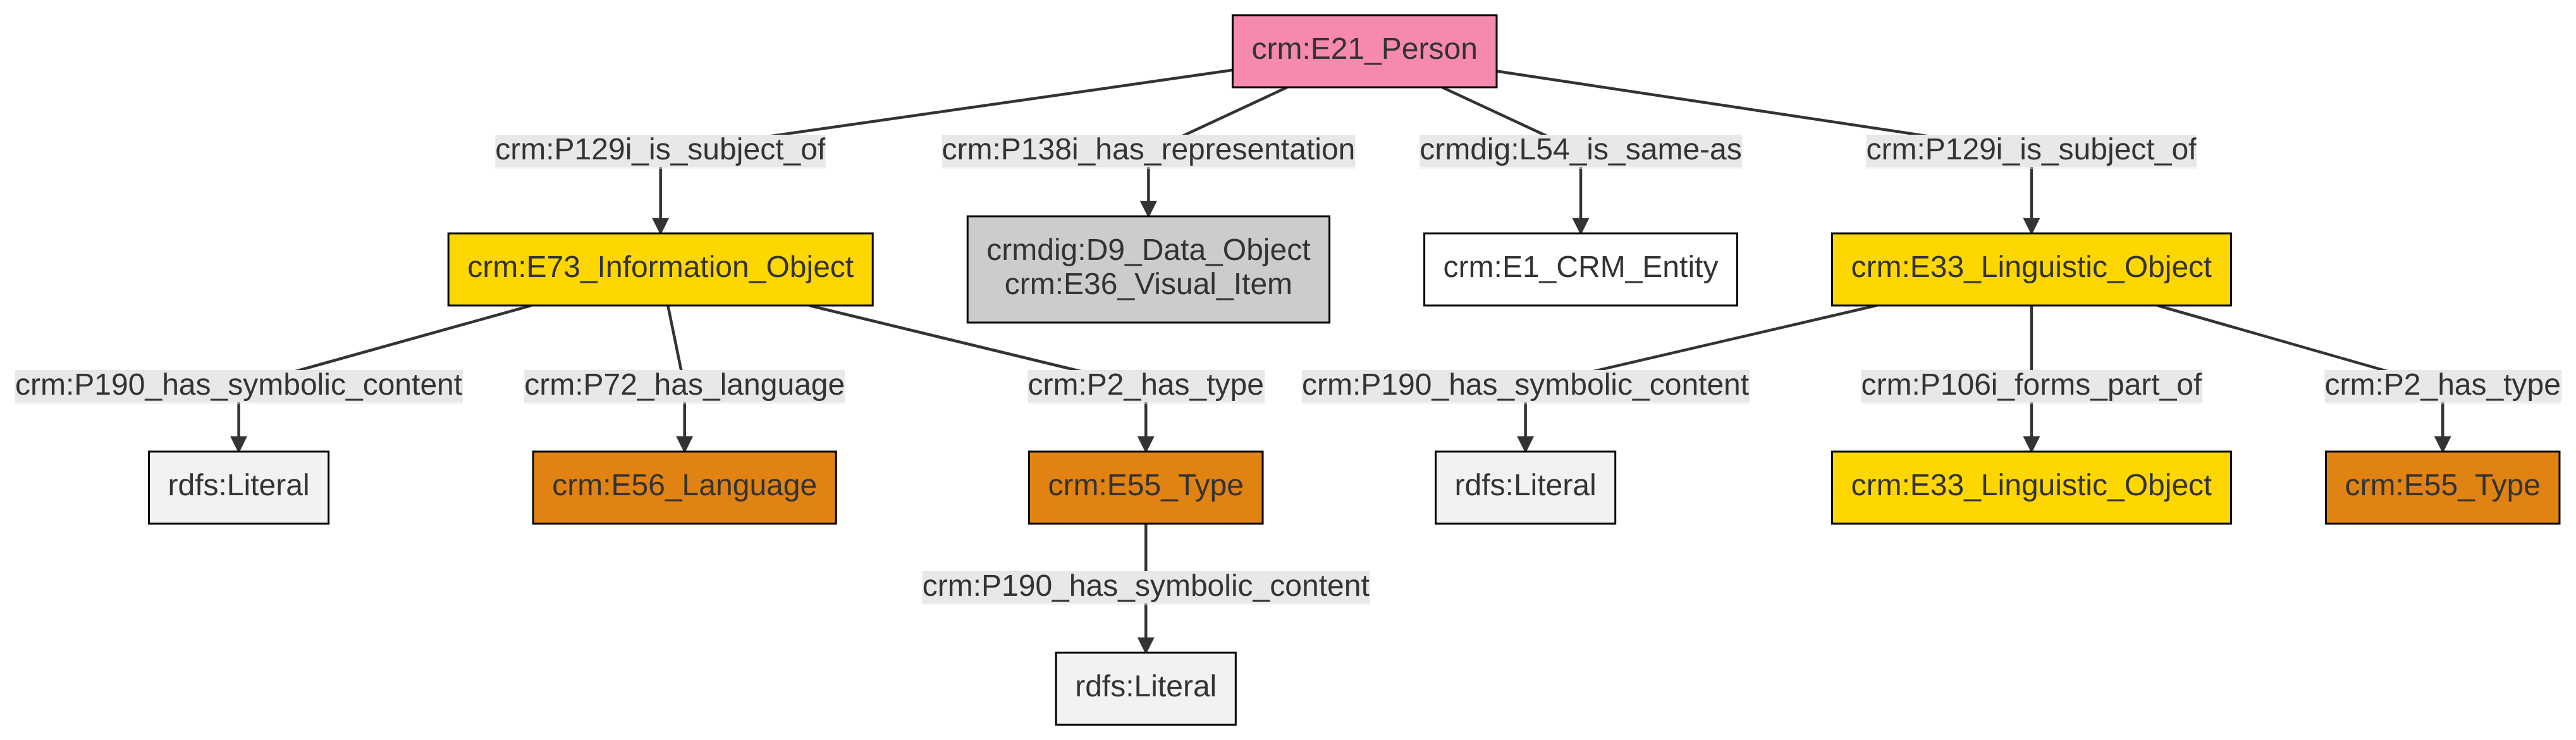 crm:E21_Person
crm:P129i_is_subject_of
crm:P138i_has_representation
crmdig:L54_is_same-as
crm:P129i_is_subject_of
crm:E73_Information_Object
crmdig:D9_Data_Object
crm:E36_Visual_Item
crm:E1_CRM_Entity
crm:E33_Linguistic_Object
crm:P190_has_symbolic_content
crm:P72_has_language
crm:P2_has_type
crm:P190_has_symbolic_content
crm:P106i_forms_part_of
crm:P2_has_type
rdfs:Literal
crm:E56_Language
crm:E55_Type
rdfs:Literal
crm:E33_Linguistic_Object
crm:E55_Type
crm:P190_has_symbolic_content
rdfs:Literal